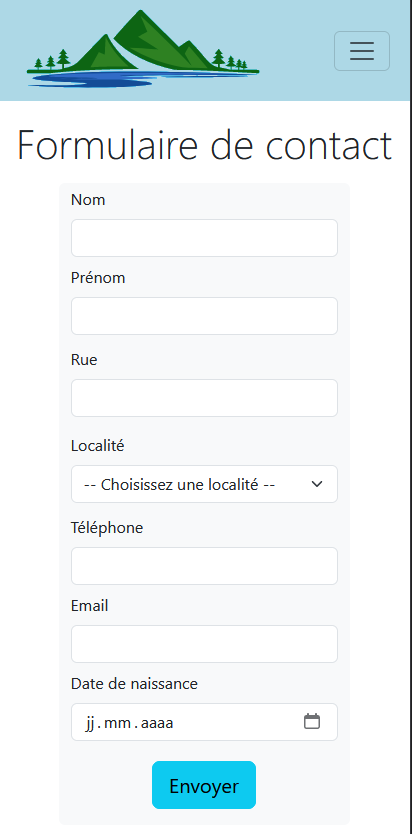 Formulaire de contact
Nom
Prénom
Rue
Localité
-- Choisissez une localité --
Téléphone
Email
Date de naissance
jj.mm.aaaa
Envoyer